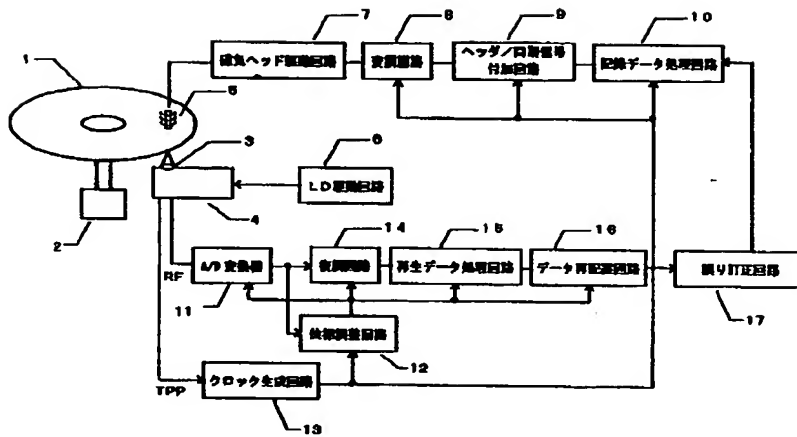 7
8
9
10
磁気ヘッド駆動回路
変調回路
ヘッダ/同期信号
付加回路
記録データ処理回路
1
5
3
6
LD駆動回路
2
4
14
15
16
RF
A/D変換器
復調回路
再生データ処理回路
データ再配置回路
誤り訂正回路
11
17
位相調整回路
12
TPP
クロック生成回路
13